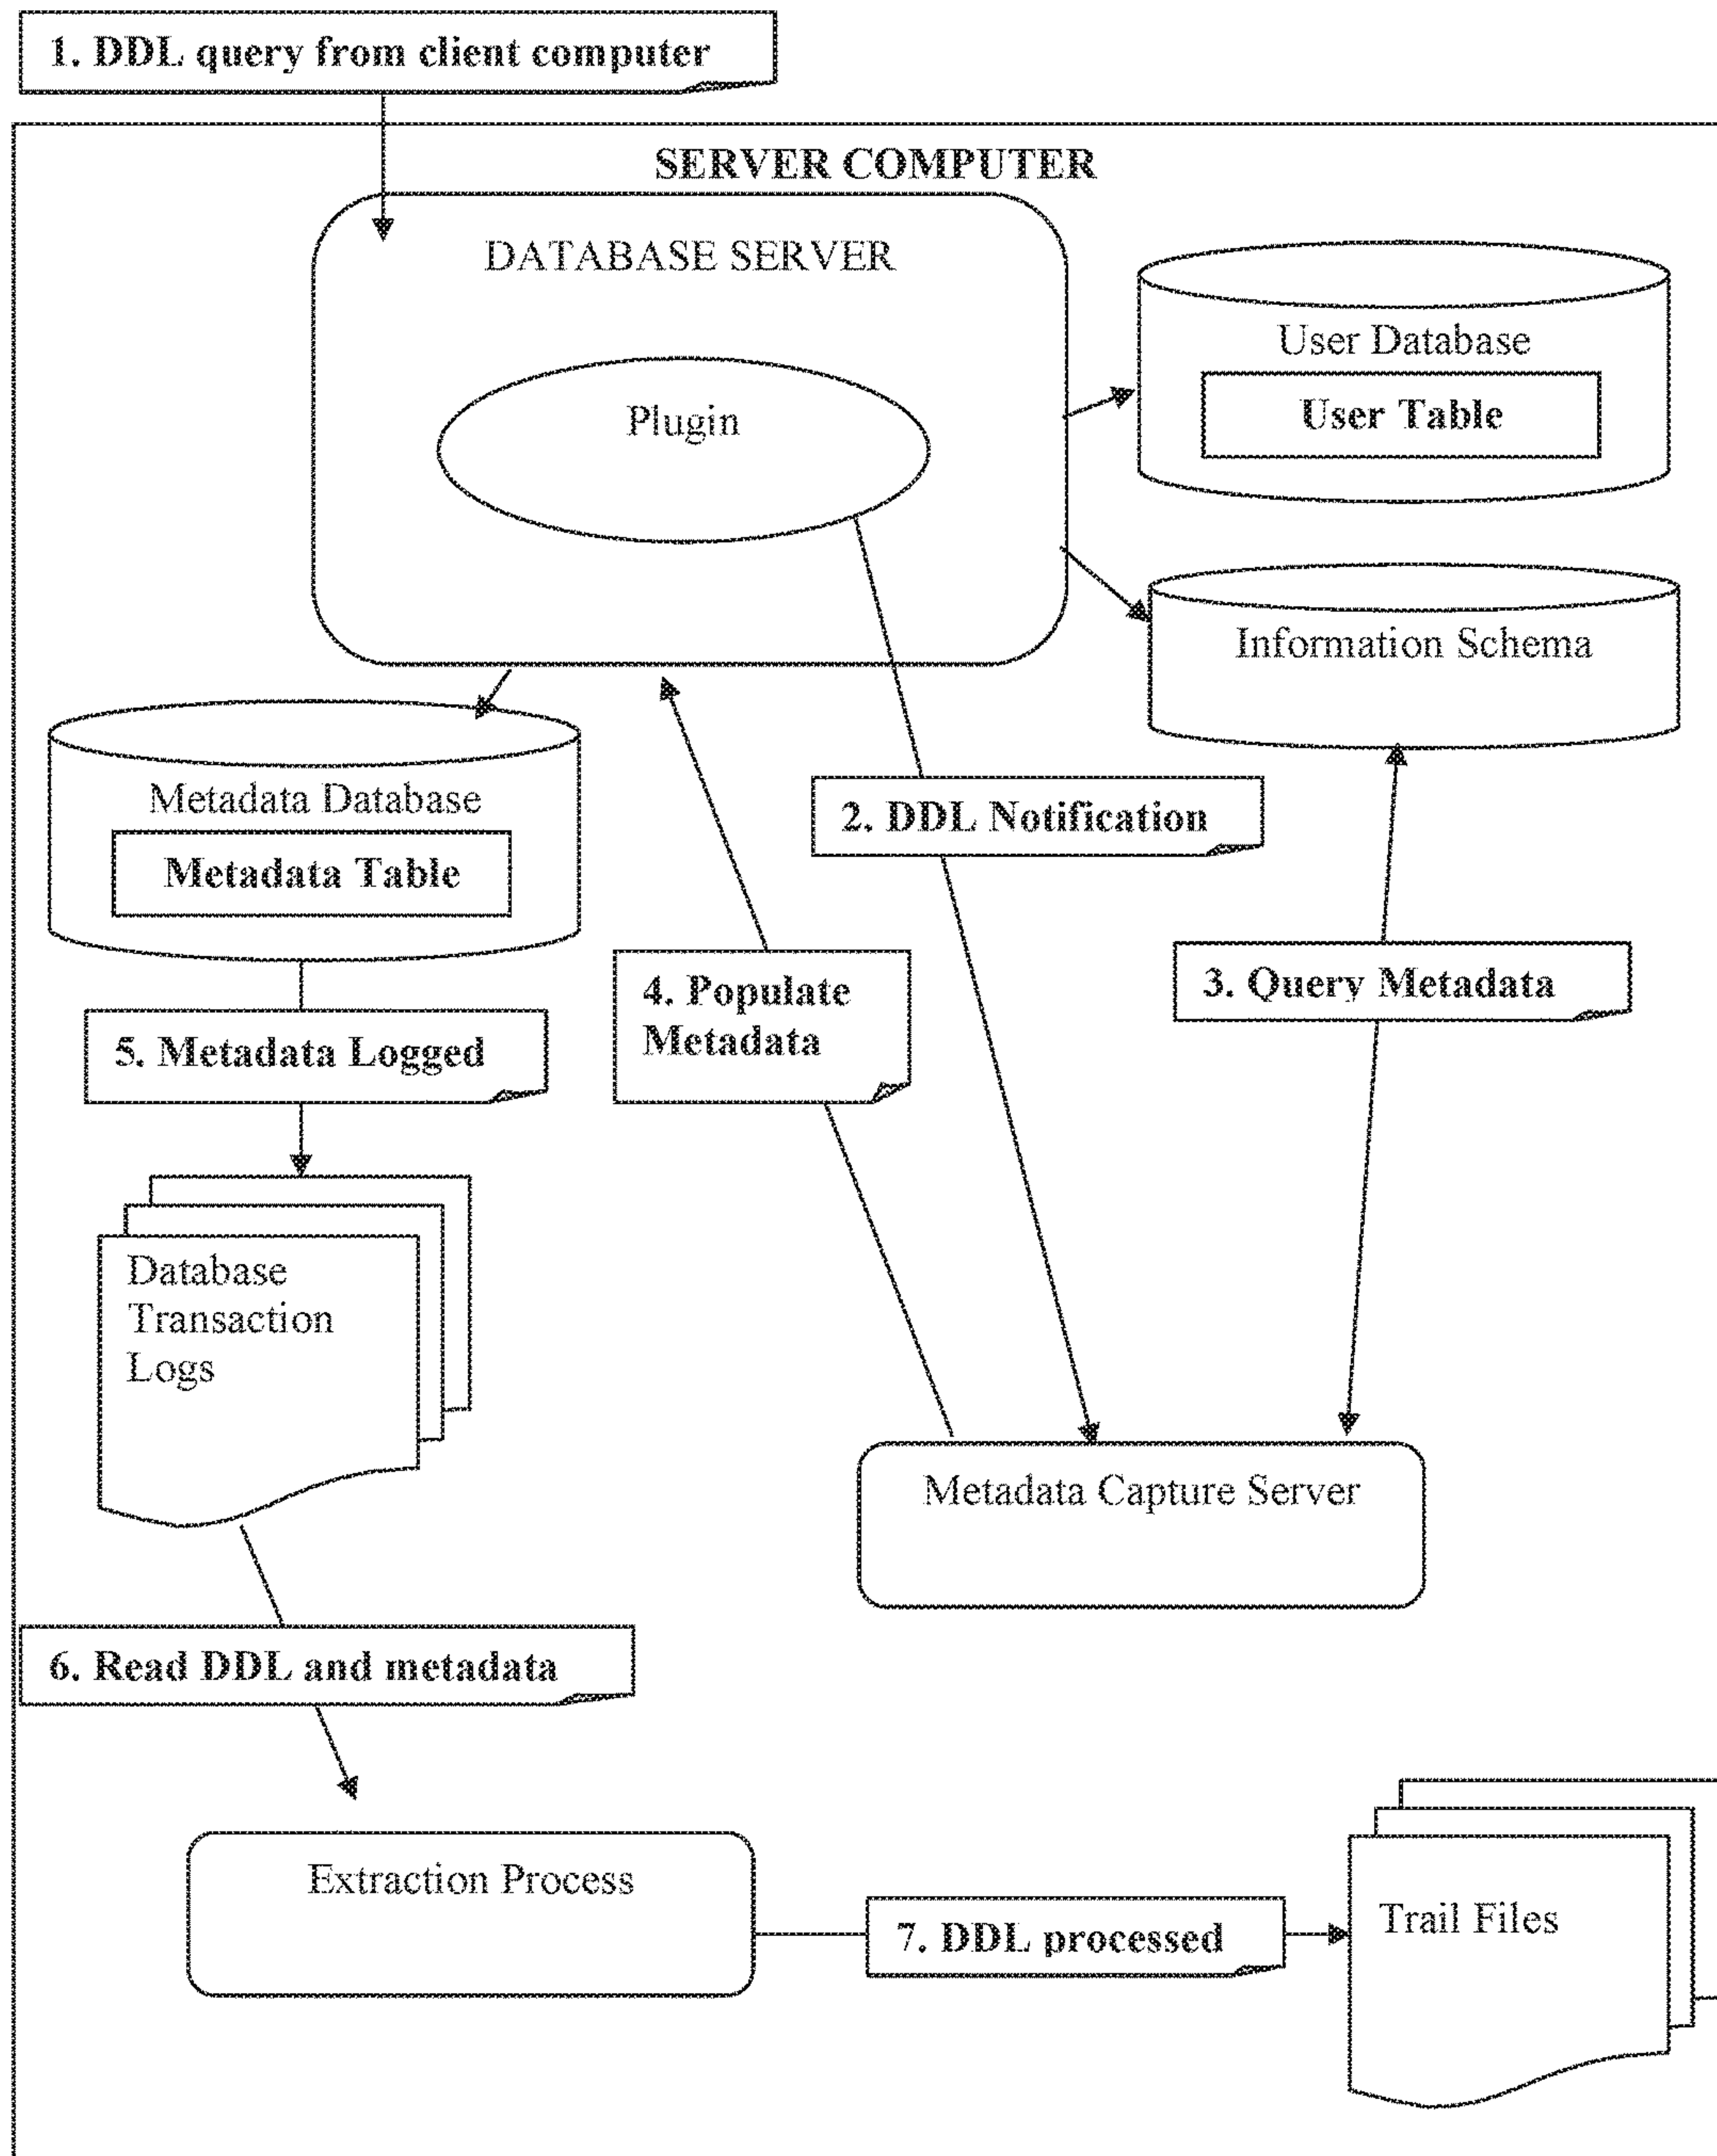 1. DDL query from client computer
SERVER COMPUTER
DATABASE SERVER
Plugin
User Database
User Table
Information Schema
Metadata Database
Metadata Table
2. DDL Notification
3. Query Metadata
4. Populate
Metadata
5. Metadata Logged
Database
Transaction
Logs
Metadata Capture Server
6. Read DDL and metadata
Extraction Process
7. DDL processed
Trail Files